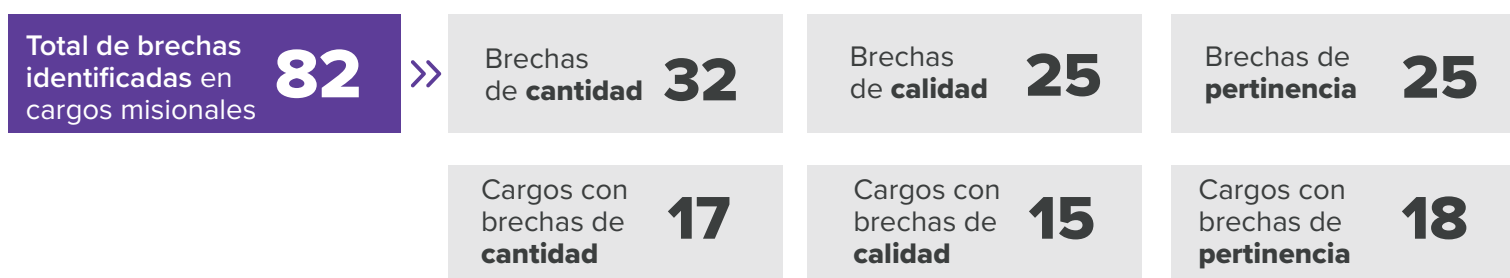 Total de brechas
identificadas en
cargos misionales
82
Brechas
de cantidad
32
Brechas
de calidad
25
Brechas de
pertinencia
25
Cargos con
brechas de
cantidad
17
Cargos con
brechas de
calidad
15
Cargos con
brechas de
pertinencia
18